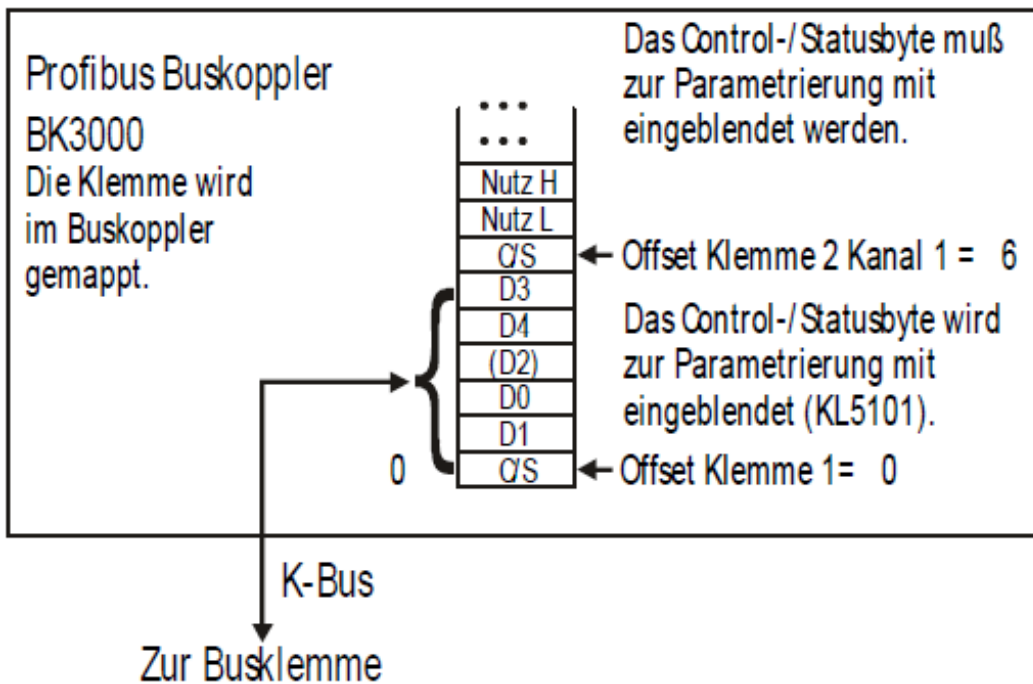 Profibus Buskoppler
BK3000
Die Klemme wird
im Buskoppler
gemappt.
Das Control-/Statusbyte muß
zur Parametrierung mit
eingeblendet werden.
•••
•••
Nutz H
Nutz L
C/S
Offset Klemme 2 Kanal 1 = 6
D3
D4
(D2)
D0
D1
C/S
Das Control-/Statusbyte wird
zur Parametrierung mit
eingeblendet (KL5101).
0
Offset Klemme 1= 0
K-Bus
Zur Busklemme